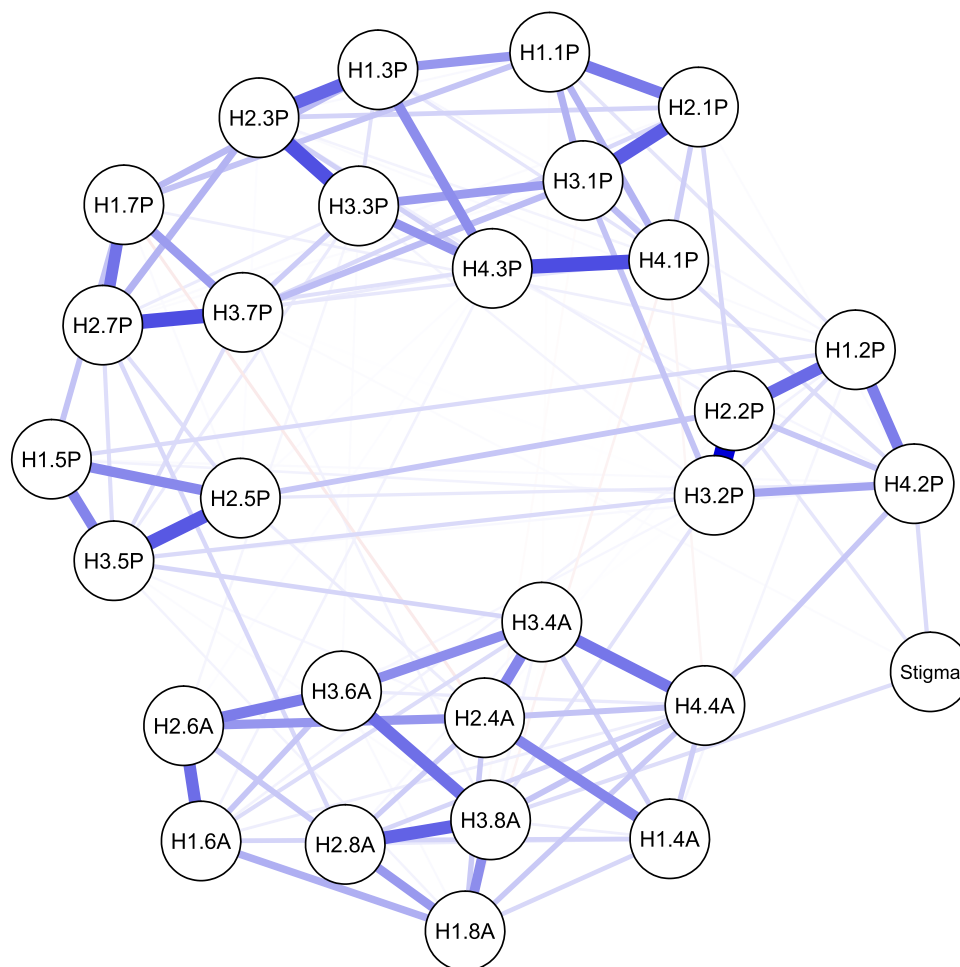 H1.1P
H1.3P
H2.1P
H2.3P
H3.1P
H1.7P
H3.3P
H4.1P
H4.3P
H3.7P
H2.7P
H1.2P
H2.2P
H1.5P
H4.2P
H3.2P
H2.5P
H3.5P
H3.4A
Stigma
H3.6A
H4.4A
H2.4A
H2.6A
H3.8A
H1.4A
H1.6A
H2.8A
H1.8A